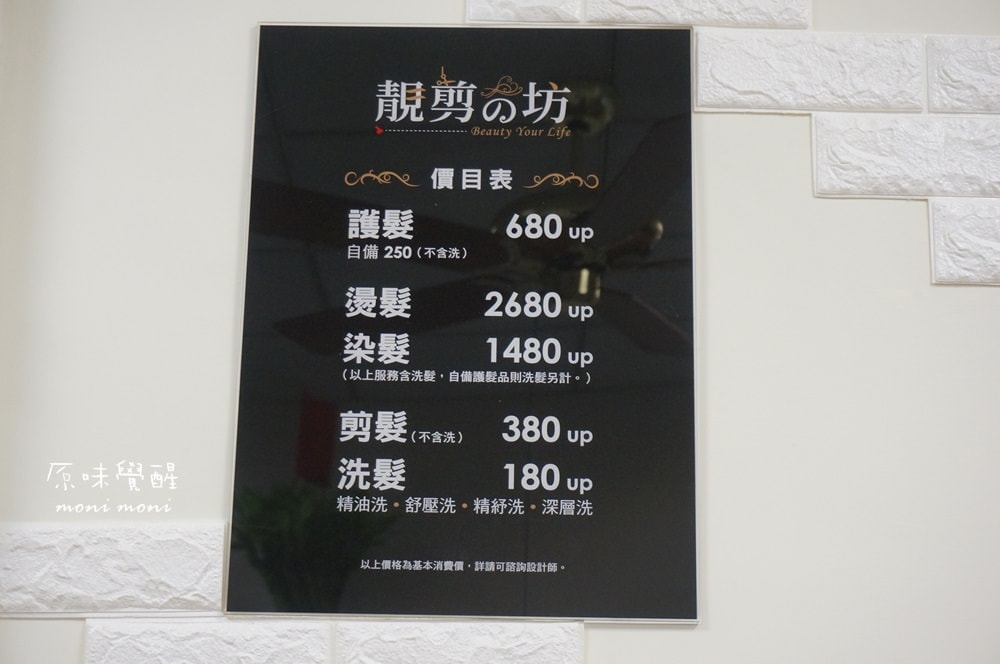 靚剪の坊
Beauty Your Life
價目表
護髮 680 up
自備 250（不含洗）
燙髮 2680 up
染髮 1480 up
（以上服務含洗髮，自備護髮品則洗髮另計。）
剪髮（不含洗） 380 up
洗髮 180 up
精油洗•舒壓洗•精紓洗•深層洗
以上價格為基本消費價，詳請可諮詢設計師。
原味覺醒
moni moni